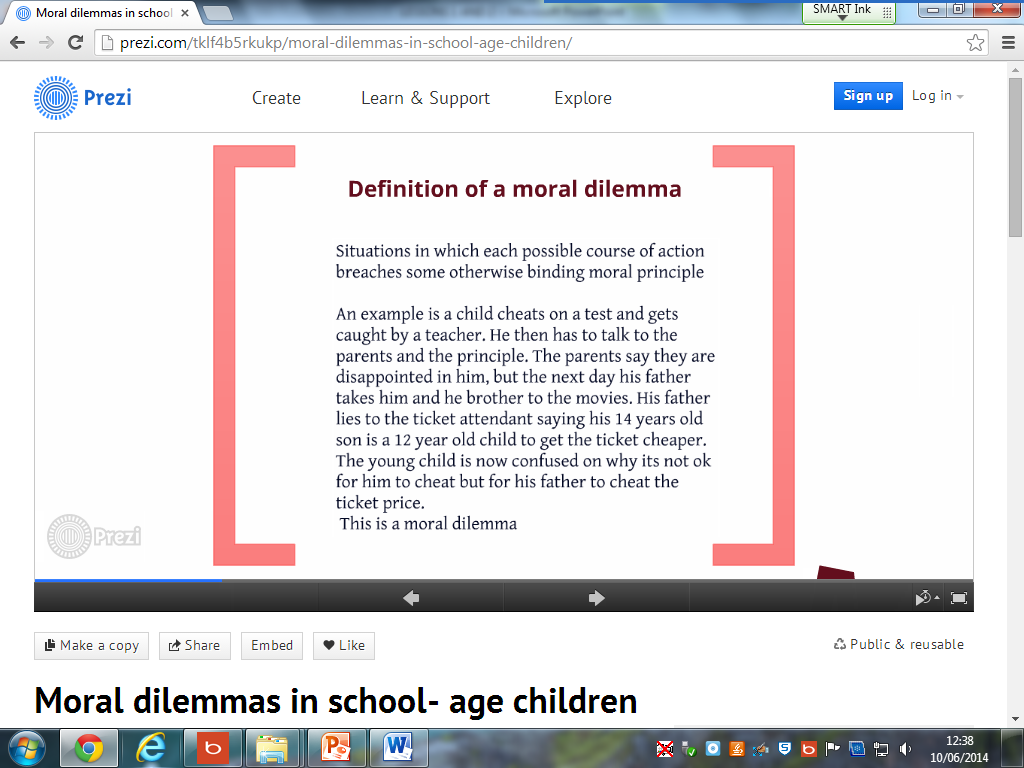 Moral dilemmas in school
SMART Ink
prezi.com/tklf4b5rkukp/moral-dilemmas-in-school-age-children/
Prezi
Create
Learn & Support
Explore
Sign up
Log in
Definition of a moral dilemma
Situations in which each possible course of action
breaches some otherwise binding moral principle
An example is a child cheats on a test and gets
caught by a teacher. He then has to talk to the
parents and the principle. The parents say they are
disappointed in him, but the next day his father
takes him and he brother to the movies. His father
lies to the ticket attendant saying his 14 years old
son is a 12 year old child to get the ticket cheaper.
The young child is now confused on why its not ok
for him to cheat but for his father to cheat the
ticket price.
This is a moral dilemma
Prezi
Make a copy
Share
Embed
Like
Public & reusable
Moral dilemmas in school- age children
12:38
10/06/2014